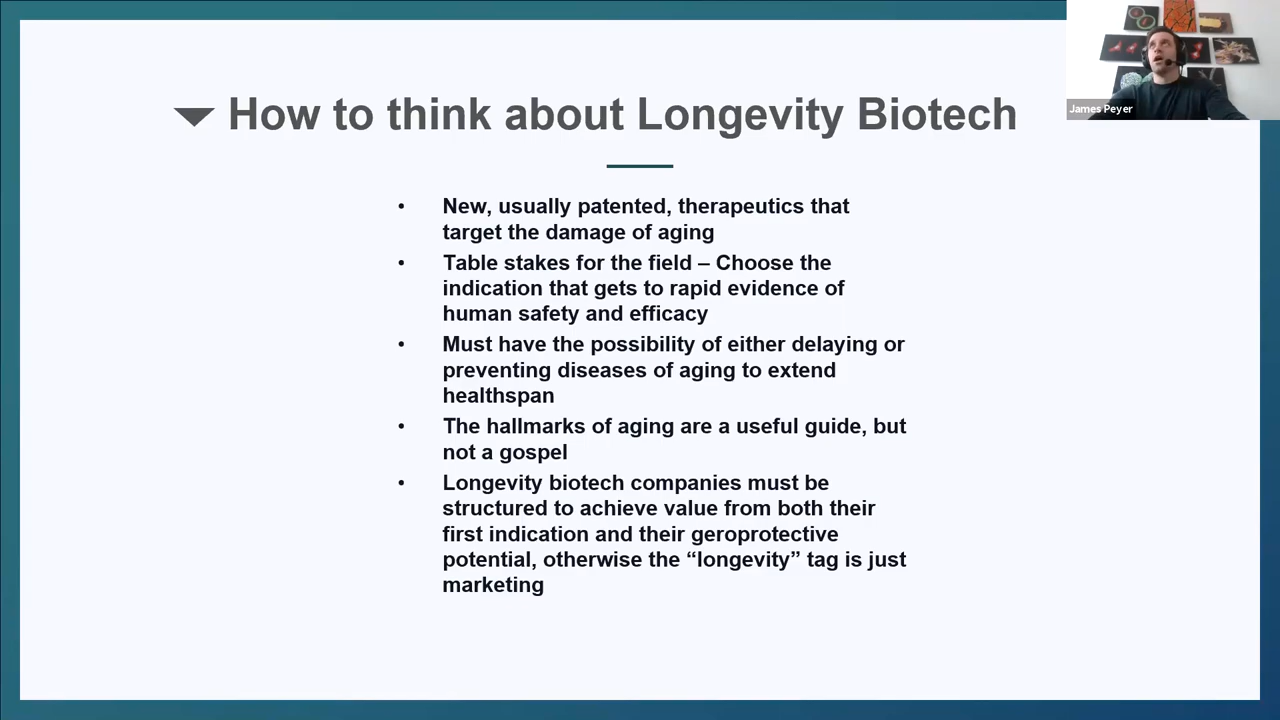 How to think about Longevity Biotech
James Peyer
• New, usually patented, therapeutics that
target the damage of aging
• Table stakes for the field – Choose the
indication that gets to rapid evidence of
human safety and efficacy
• Must have the possibility of either delaying or
preventing diseases of aging to extend
healthspan
• The hallmarks of aging are a useful guide, but
not a gospel
• Longevity biotech companies must be
structured to achieve value from both their
first indication and their geroprotective
potential, otherwise the “longevity” tag is just
marketing